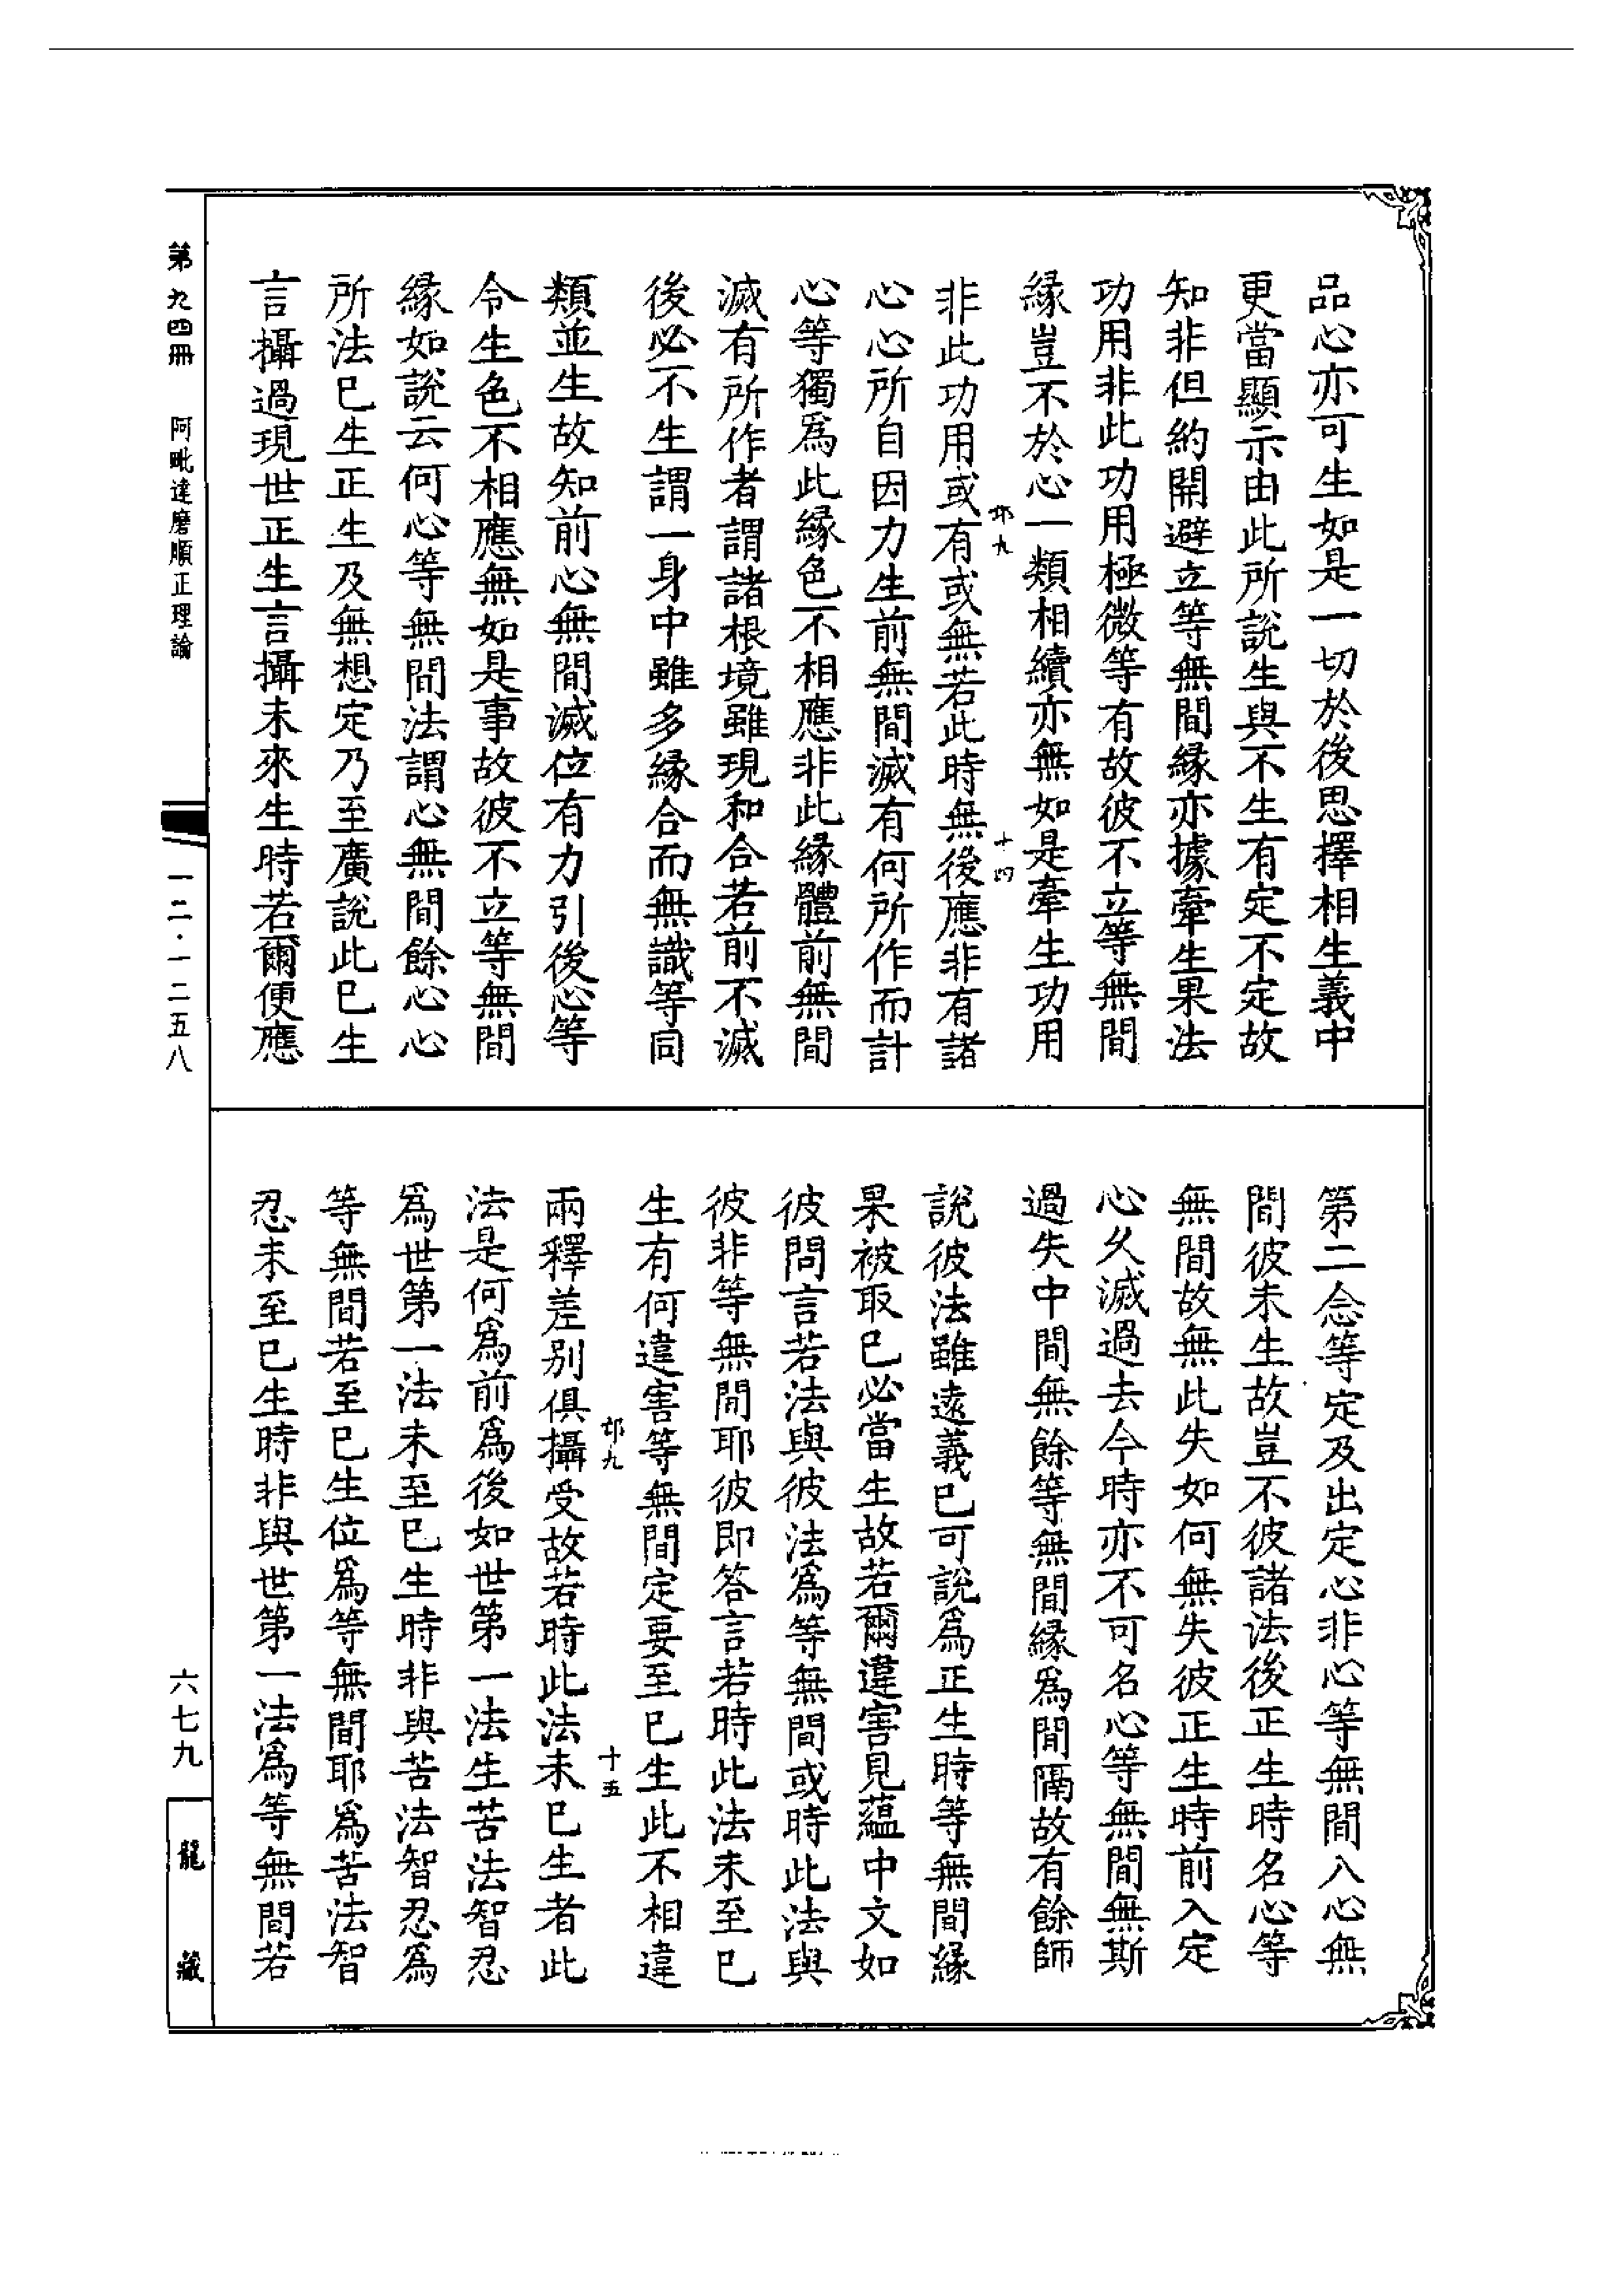 品心亦可生如是一切於後思擇相生義中
更當顯示由此所說生與不生有定不定故
知非但約開避立等無間緣亦據牽生果法
功用非此功用極微等有故彼不立等無間
緣豈不於心一類相續亦無如是牽生功用
邶九
十四
非此功用或有或無若此時無後應非有諸
心心所自因力生前無間滅有何所作而計
心等獨爲此緣色不相應非此緣體前無間
滅有所作者謂諸根境雖現和合若前不滅
後必不生謂一身中雖多緣合而無識等同
類並生故知前心無間滅位有力引後心等
令生色不相應無如是事故彼不立等無間
緣如說云何心等無間法謂心無間餘心心
所法已生正生及無想定乃至廣說此已生
言攝過現世正生言攝未來生時若爾便應
第二念等定及出定心非心等無間入心無
間彼未生故豈不彼諸法後正生時名心等
無間故無此失如何無失彼正生時前入定
心久滅過去今時亦不可名心等無間無斯
過失中間無餘等無間緣爲間隔故有餘師
說彼法雖遠義已可說爲正生時等無間緣
果被取已必當生故若爾違害見蘊中文如
彼問言若法與彼法爲等無間或時此法與
彼非等無間耶彼即答言若時此法未至已
生有何違害等無間定要至已生此不相違
邶九
十五
兩釋差別俱攝受故若時此法未已生者此
法是何爲前爲後如世第一法生苦法智忍
爲世第一法未至已生時非與苦法智忍爲
等無間若至已生位爲等無間耶爲苦法智
忍未至已生時非與世第一法爲等無間若
第九四冊
阿毗達磨順正理論
一二·一二五八
六七九
龍藏